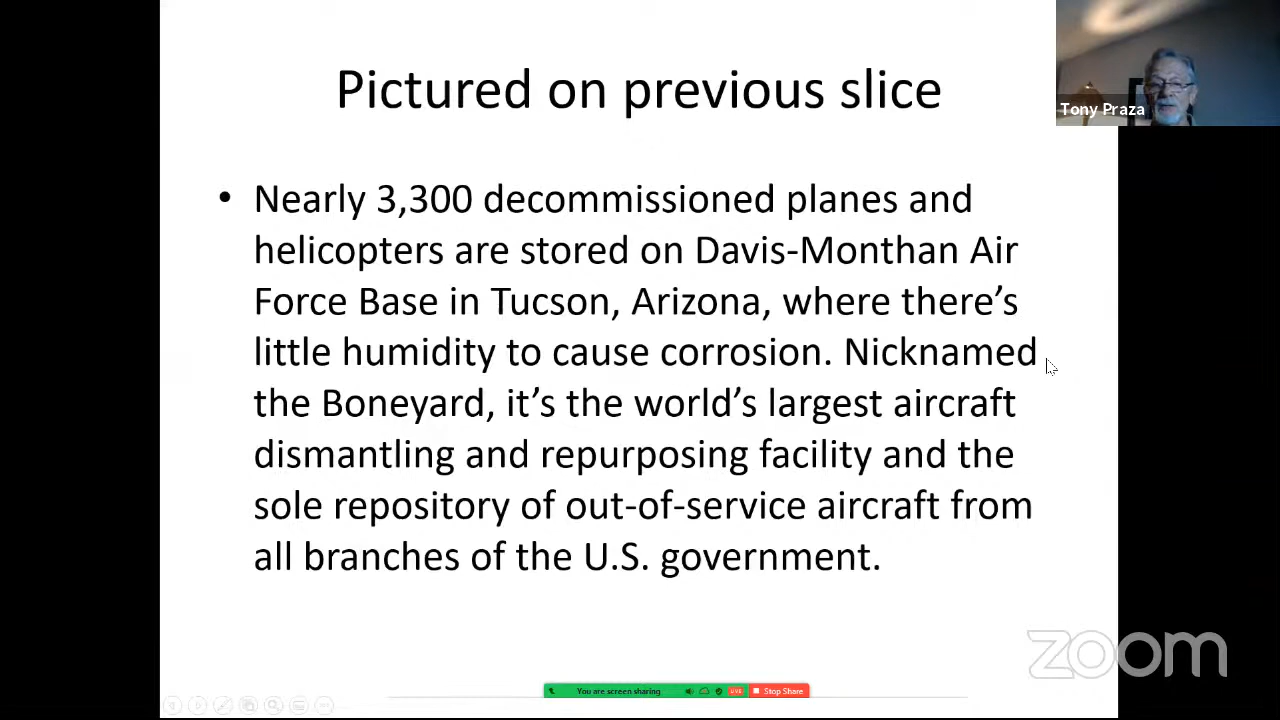 Pictured on previous slice
Tony Praza
• Nearly 3,300 decommissioned planes and
helicopters are stored on Davis-Monthan Air
Force Base in Tucson, Arizona, where there's
little humidity to cause corrosion. Nicknamed
the Boneyard, it's the world's largest aircraft
dismantling and repurposing facility and the
sole repository of out-of-service aircraft from
all branches of the U.S. government.
zoom
You are screen sharing
LIVE
Stop Share